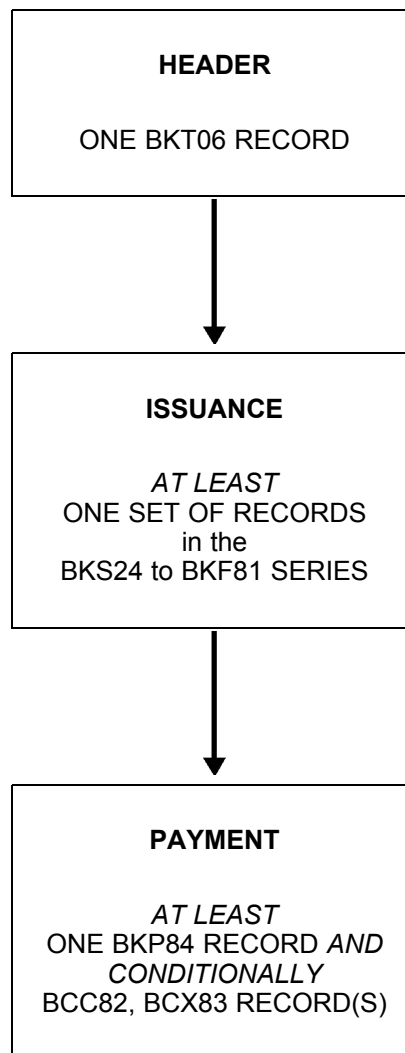 HEADER
ONE BKT06 RECORD
ISSUANCE
AT LEAST
ONE SET OF RECORDS
in the
BKS24 to BKF81 SERIES
PAYMENT
AT LEAST
ONE BKP84 RECORD AND
CONDITIONALLY
BCC82, BCX83 RECORD(S)